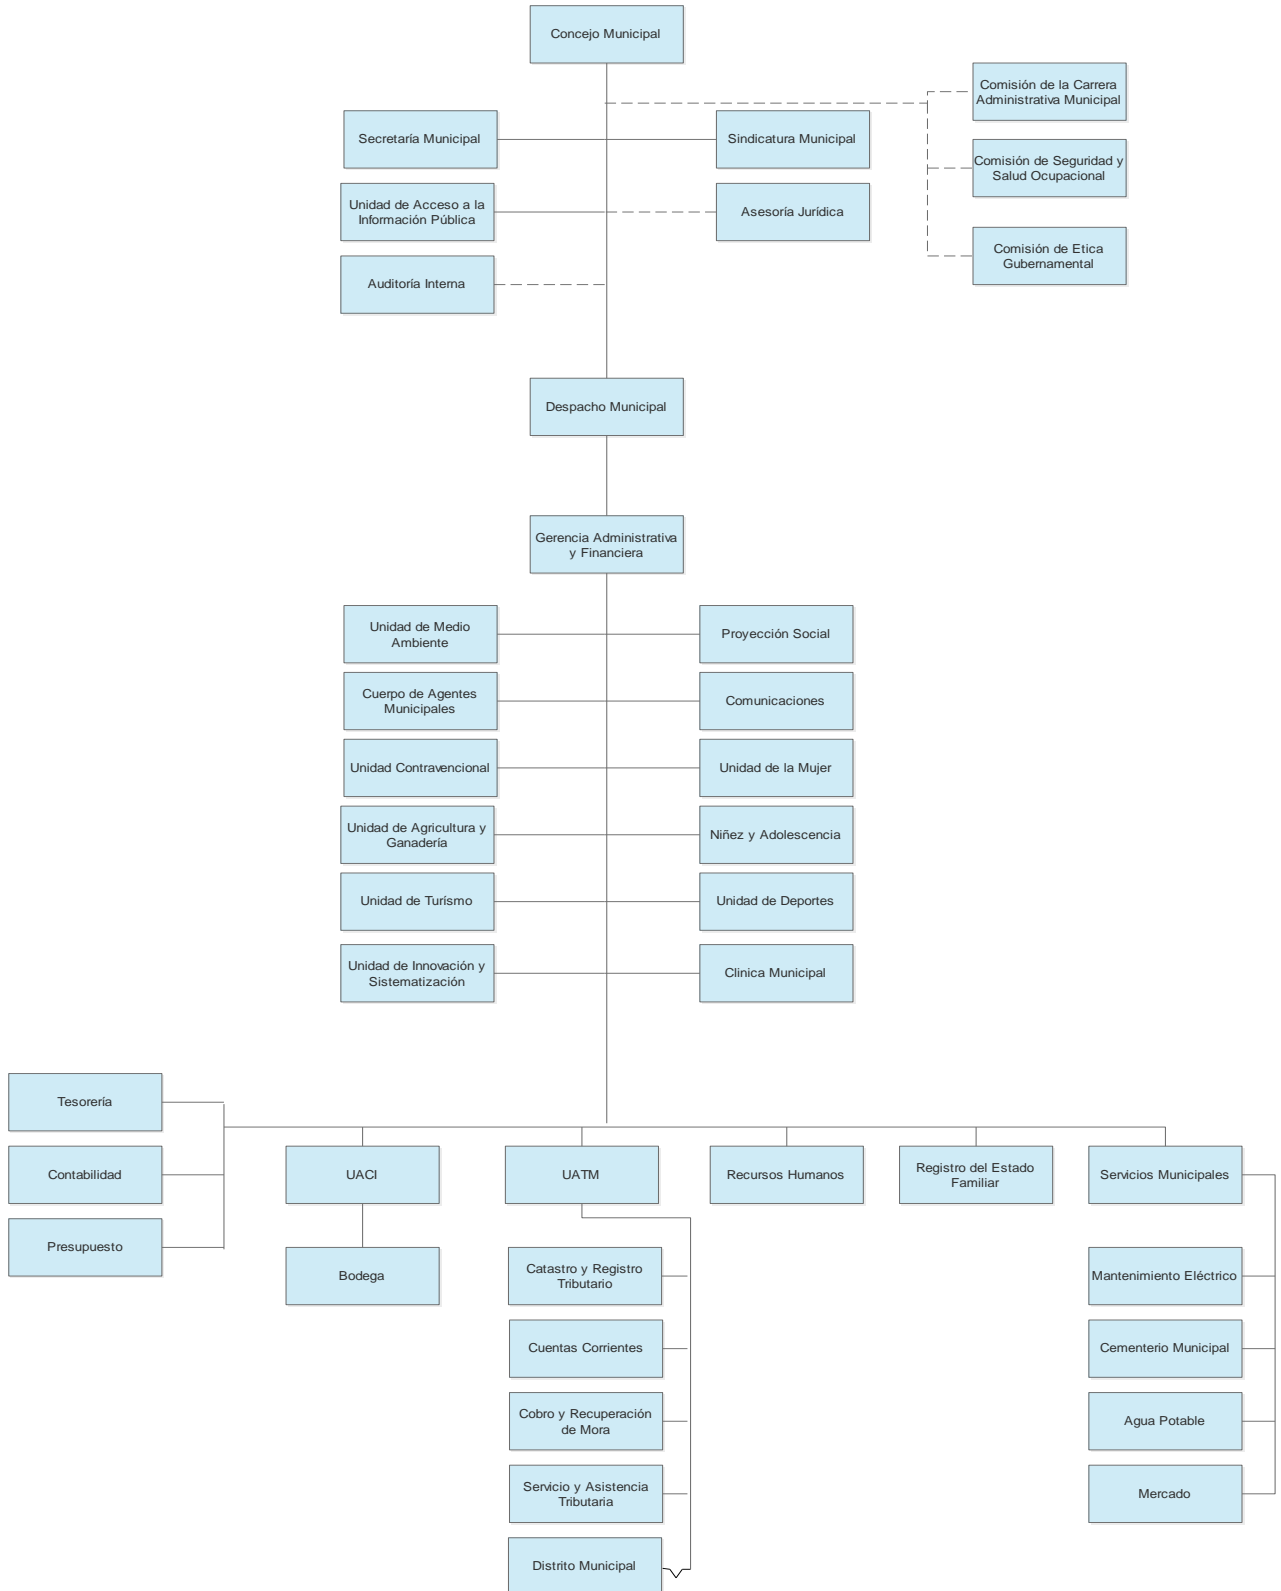 Concejo Municipal
Comisión de la Carrera
Administrativa Municipal
Secretaría Municipal
Sindicatura Municipal
Comisión de Seguridad y
Salud Ocupacional
Unidad de Acceso a la
Información Pública
Asesoría Jurídica
Comisión de Etica
Gubernamental
Auditoría Interna
Despacho Municipal
Gerencia Administrativa
y Financiera
Unidad de Medio
Ambiente
Proyección Social
Cuerpo de Agentes
Municipales
Comunicaciones
Unidad Contravencional
Unidad de la Mujer
Unidad de Agricultura y
Ganadería
Niñez y Adolescencia
Unidad de Turísmo
Unidad de Deportes
Unidad de Innovación y
Sistematización
Clinica Municipal
Tesorería
Contabilidad
Presupuesto
UACI
Bodega
UATM
Catastro y Registro
Tributario
Cuentas Corrientes
Cobro y Recuperación
de Mora
Servicio y Asistencia
Tributaria
Distrito Municipal
Recursos Humanos
Registro del Estado
Familiar
Servicios Municipales
Mantenimiento Eléctrico
Cementerio Municipal
Agua Potable
Mercado